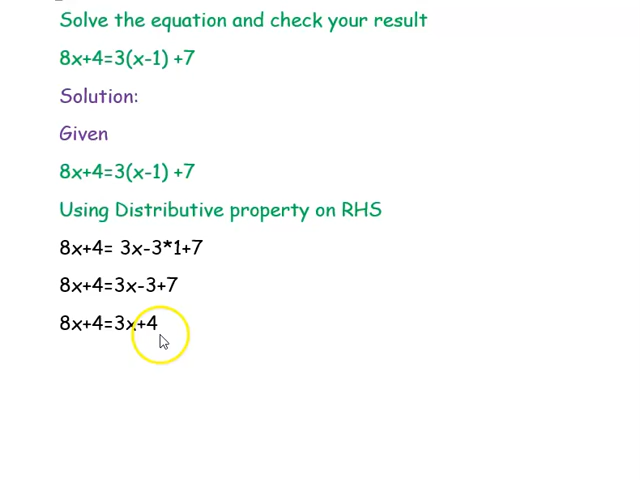 Solve the equation and check your result
8x+4=3(x-1) +7
Solution:
Given
8x+4=3(x-1) +7
Using Distributive property on RHS
8x+4= 3x-3*1+7
8x+4=3x-3+7
8x+4=3x+4